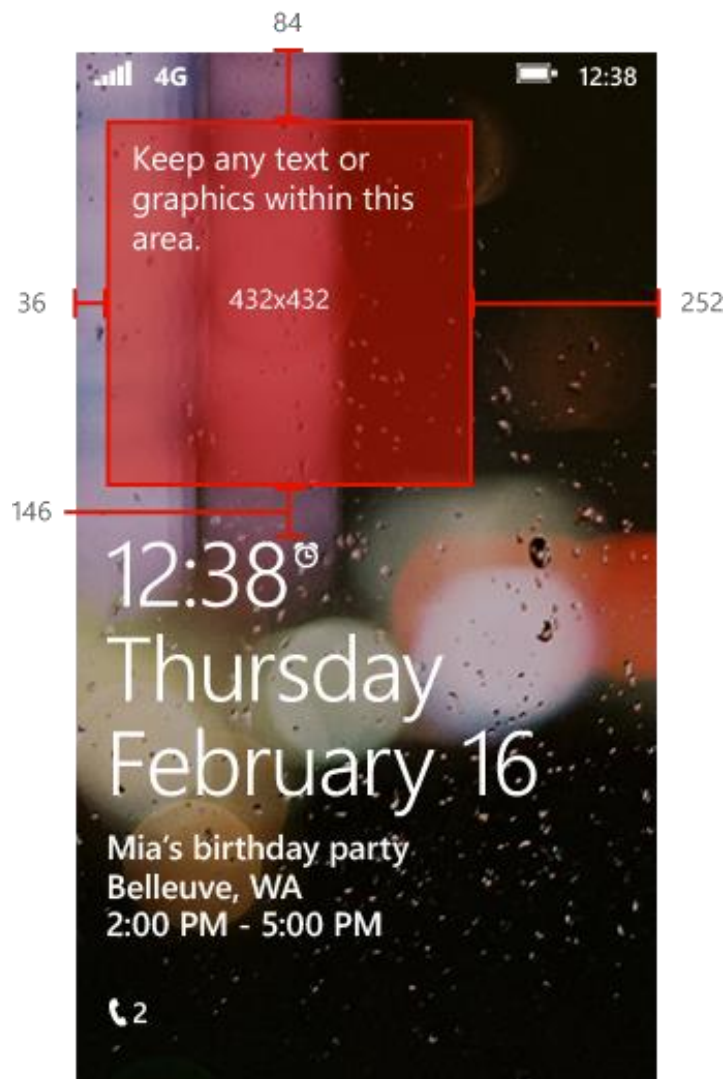 84
4G 12:38
Keep any text or
graphics within this
area.
432x432
36
252
146
12:38
Thursday
February 16
Mia's birthday party
Belleuve, WA
2:00 PM - 5:00 PM
2